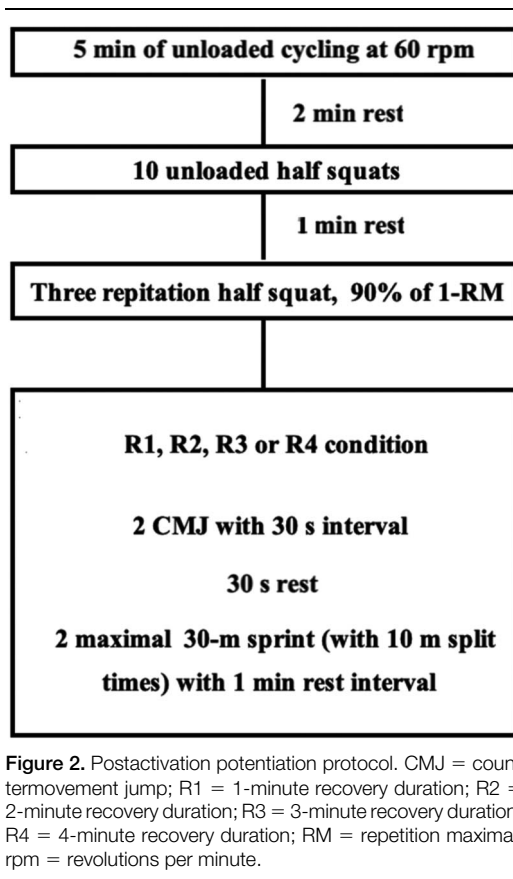 5 min of unloaded cycling at 60 rpm
2 min rest
10 unloaded half squats
1 min rest
Three repitation half squat, 90% of 1-RM
R1, R2, R3 or R4 condition
2 CMJ with 30 s interval
30 s rest
2 maximal 30-m sprint (with 10 m split
times) with 1 min rest interval
Figure 2. Postactivation potentiation protocol. CMJ = coun
termovement jump; R1 = 1-minute recovery duration; R2 =
2-minute recovery duration; R3 = 3-minute recovery duration
R4 = 4-minute recovery duration; RM = repetition maxima
rpm = revolutions per minute.